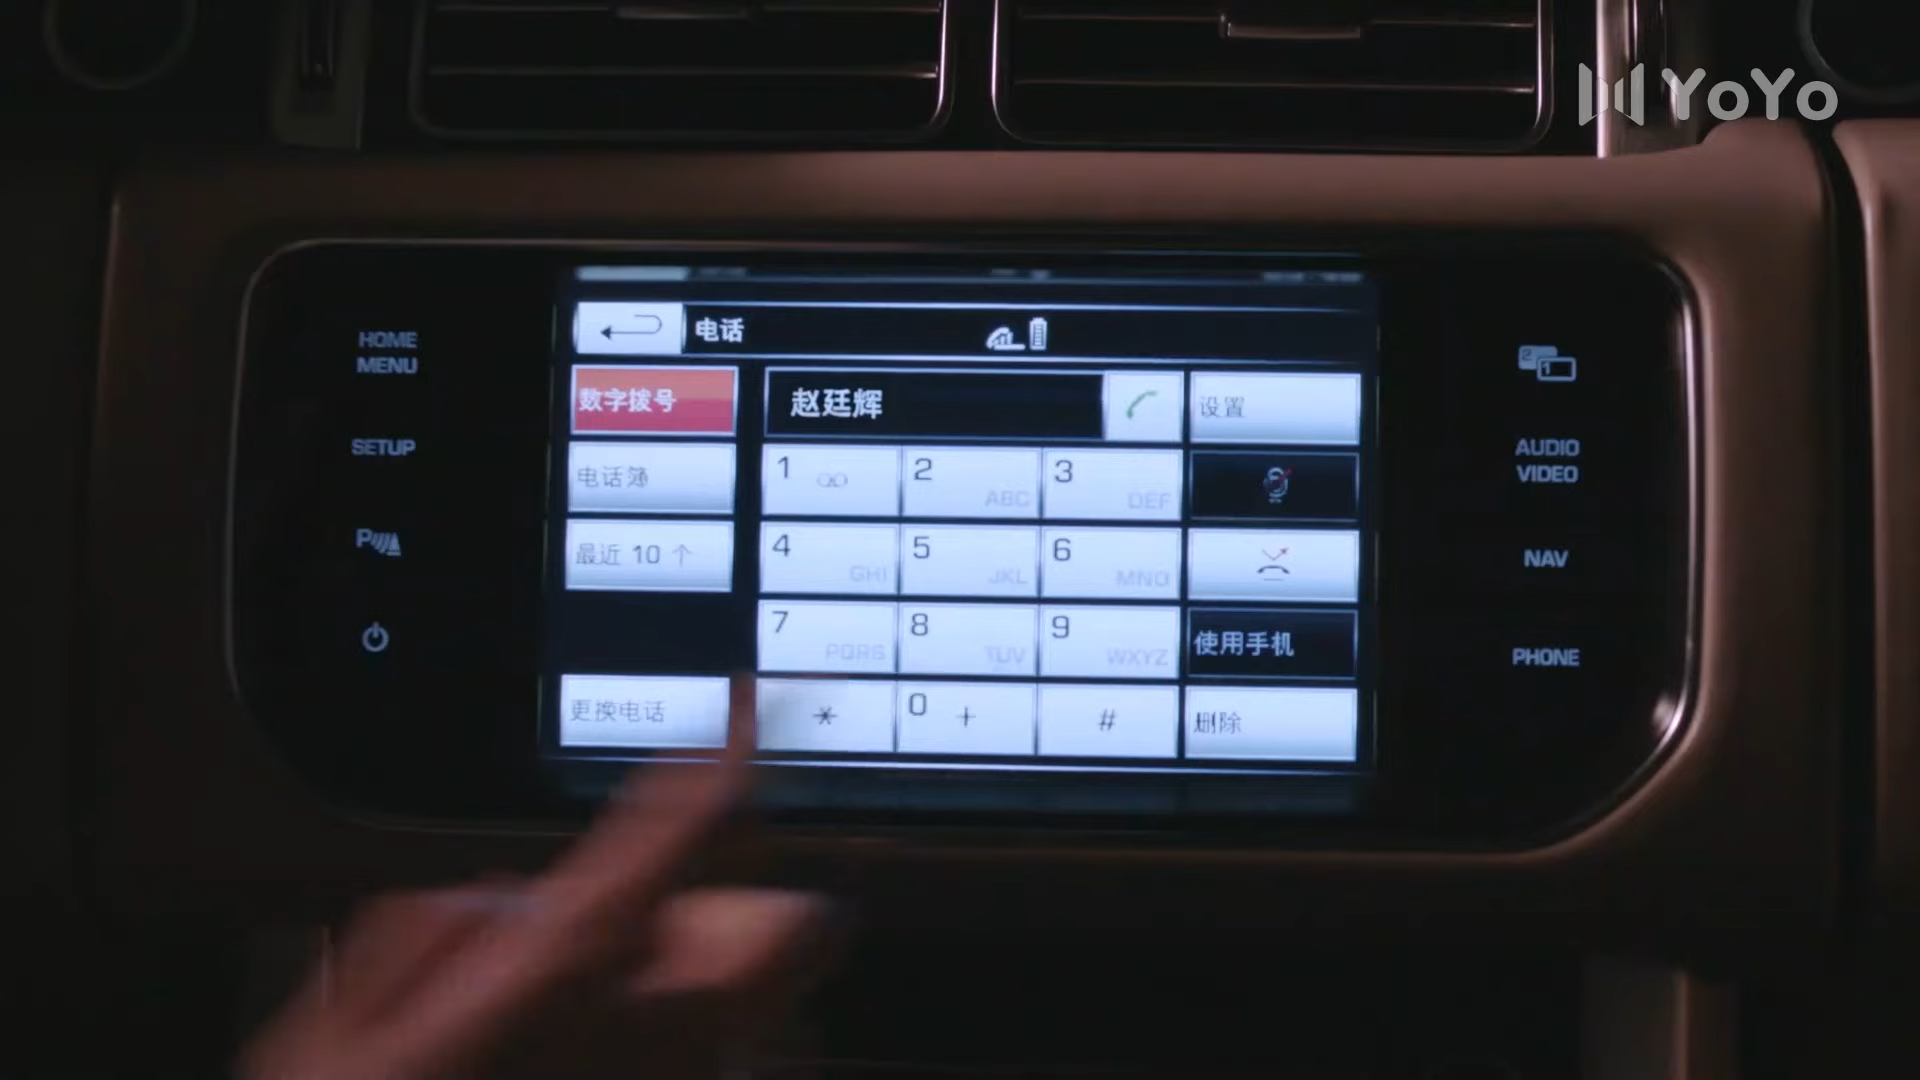 YoYo
HOME
MENU
SETUP
P
电话
数字拨号
赵廷辉
设置
电话簿
1
2 ABC
3 DEF
最近 10 个
4 GHI
5 JKL
6 MNO
7 PQRS
8 TUV
9 WXYZ
使用手机
更换电话
*
0 +
#
删除
2
1
AUDIO
VIDEO
NAV
PHONE